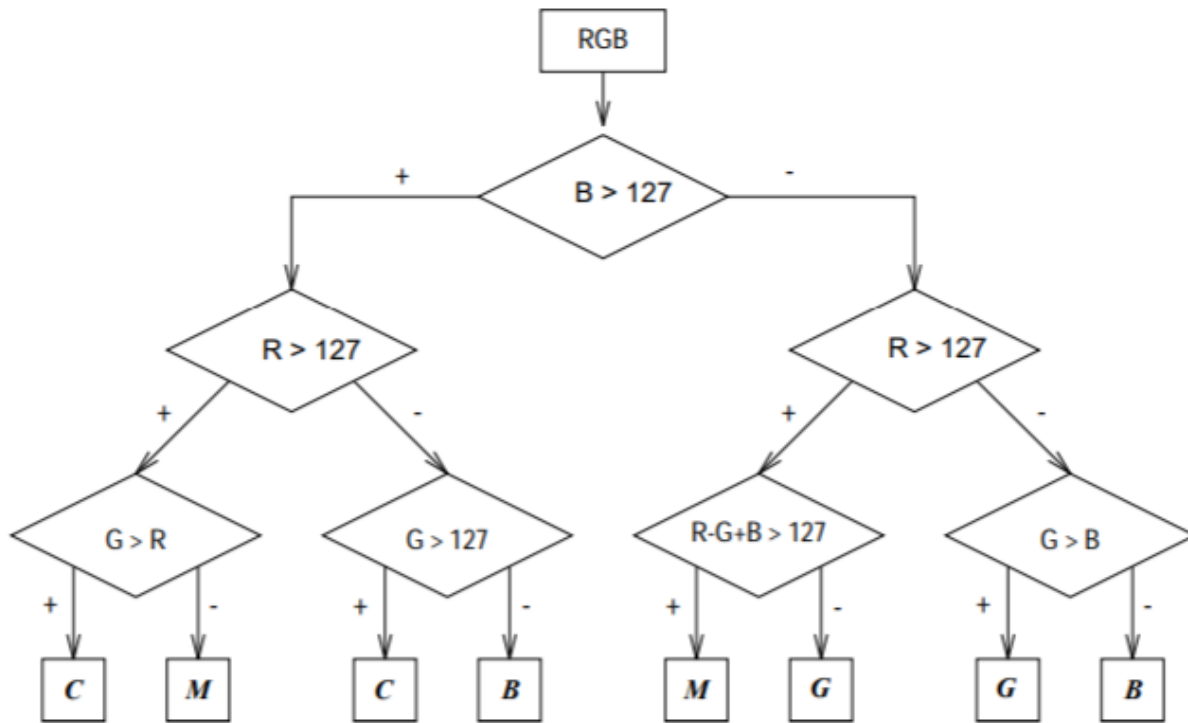 RGB
+
B > 127
-
R > 127
R > 127
+
-
+
-
G > R
G > 127
R-G+B > 127
G > B
+
-
+
-
+
-
+
-
C
M
C
B
M
G
G
B